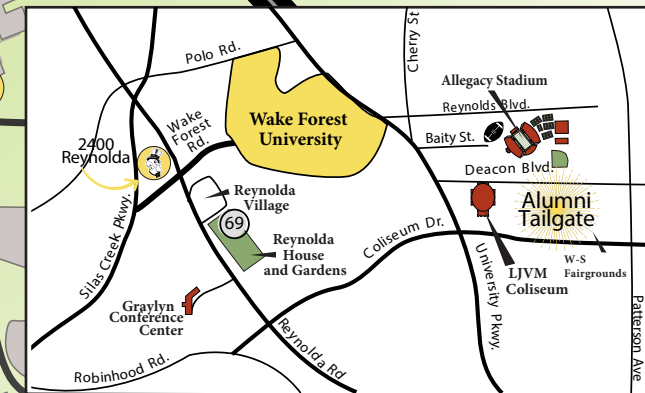 Polo Rd.
Cherry St
Allegacy Stadium
Reynolds Blvd.
Wake
Forest
Rd.
Wake Forest
University
Baity St.
2400
Reynolda
Deacon Blvd.
Reynolda
Village
Alumni
Tailgate
69
Silas Creek Pkwy.
Coliseum Dr.
Reynolda
House
and Gardens
University Pkwy.
W-S
Fairgrounds
LJVM
Coliseum
Graylyn
Conference
Center
Reynolda Rd
Patterson Ave
Robinhood Rd.